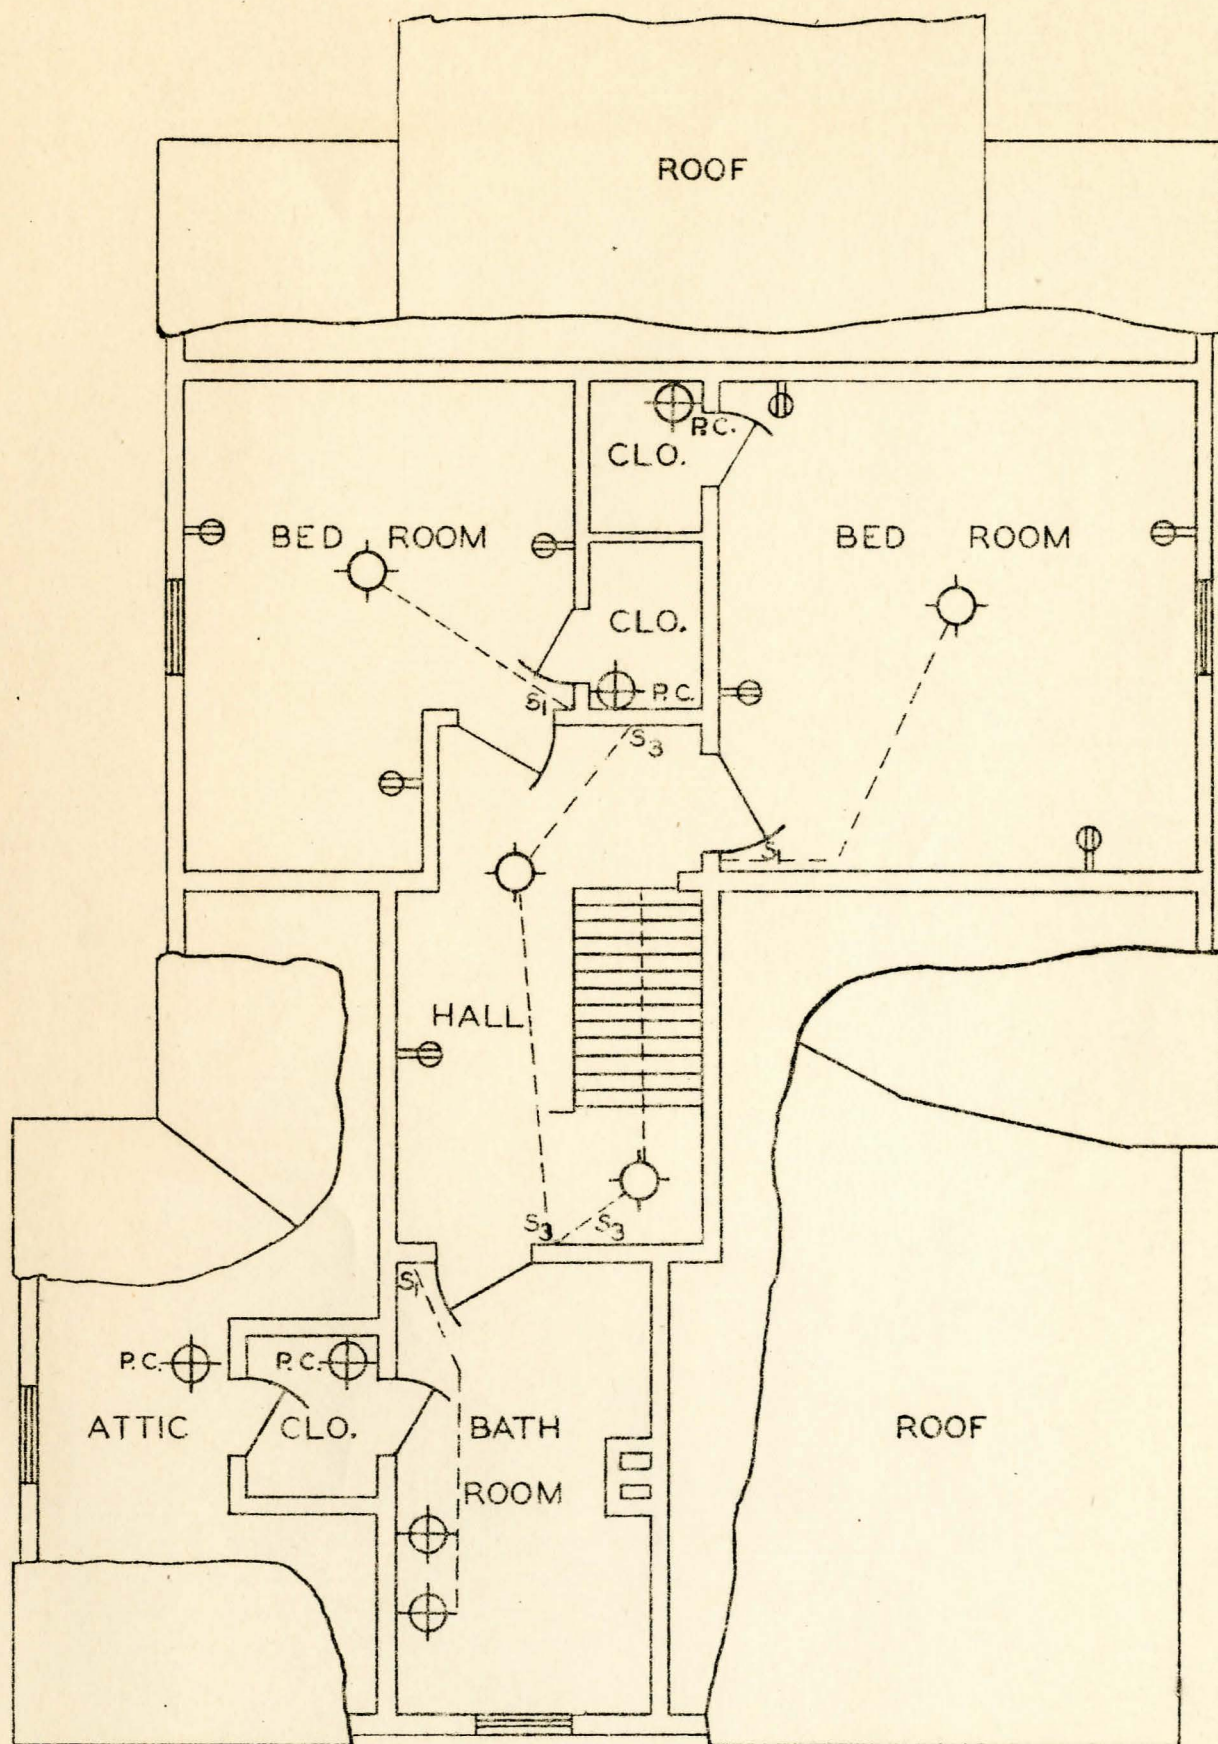 ROOF
P.C.
CLO.
BED ROOM
BED ROOM
CLO.
P.C.
S1
S3
S1
HALL
S3
S3
S1
P.C.
P.C.
ATTIC
CLO.
BATH
ROOM
ROOF